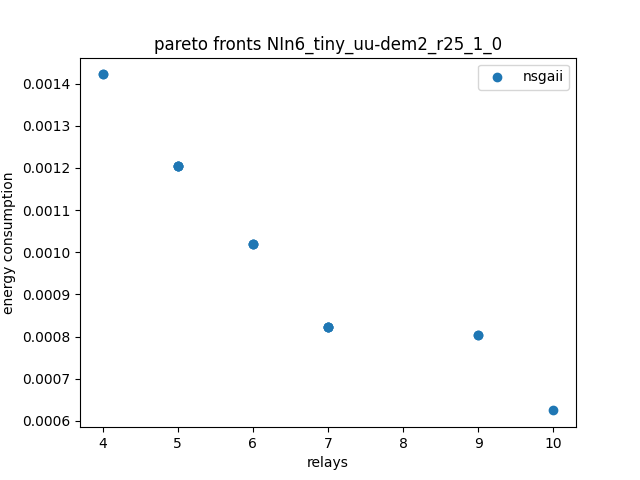 pareto fronts NIn6_tiny_uu-dem2_r25_1_0
nsgaii
0.0014
0.0013
0.0012
0.0011
0.0010
0.0009
0.0008
0.0007
0.0006
energy consumption
4 5 6 7 8 9 10
relays